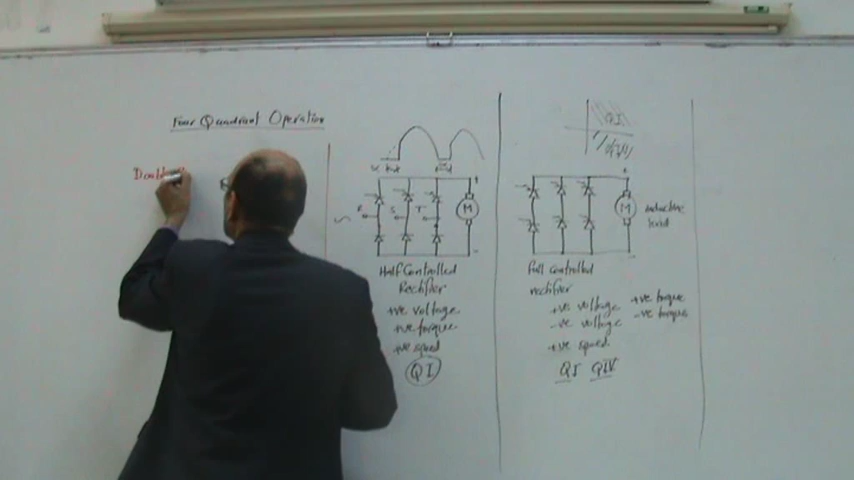 Four Quadrant Operation
Double
R
S
T
M
+
-
Half Controlled
Rectifier
+ve voltage
+ve torque
+ve speed
QI
M
+
-
inductive
load
Full controlled
rectifier
+ve voltage
-ve voltage
+ve torque
-ve torque
+ve speed
QI QIV